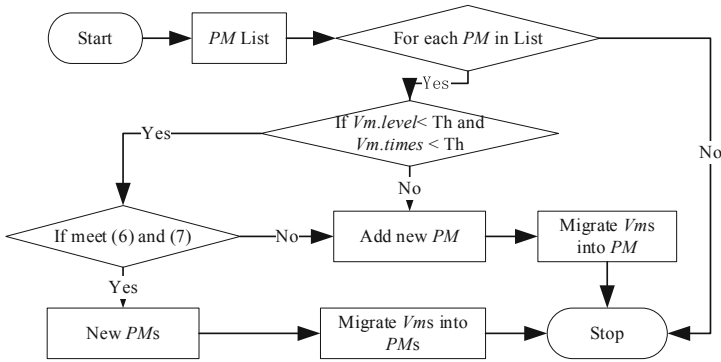 Start
PM List
For each PM in List
Yes
If Vm.level< Th and
Vm.times < Th
Yes
No
No
If meet (6) and (7)
No
Add new PM
Migrate Vms
into PM
Yes
New PMs
Migrate Vms into
PMs
Stop